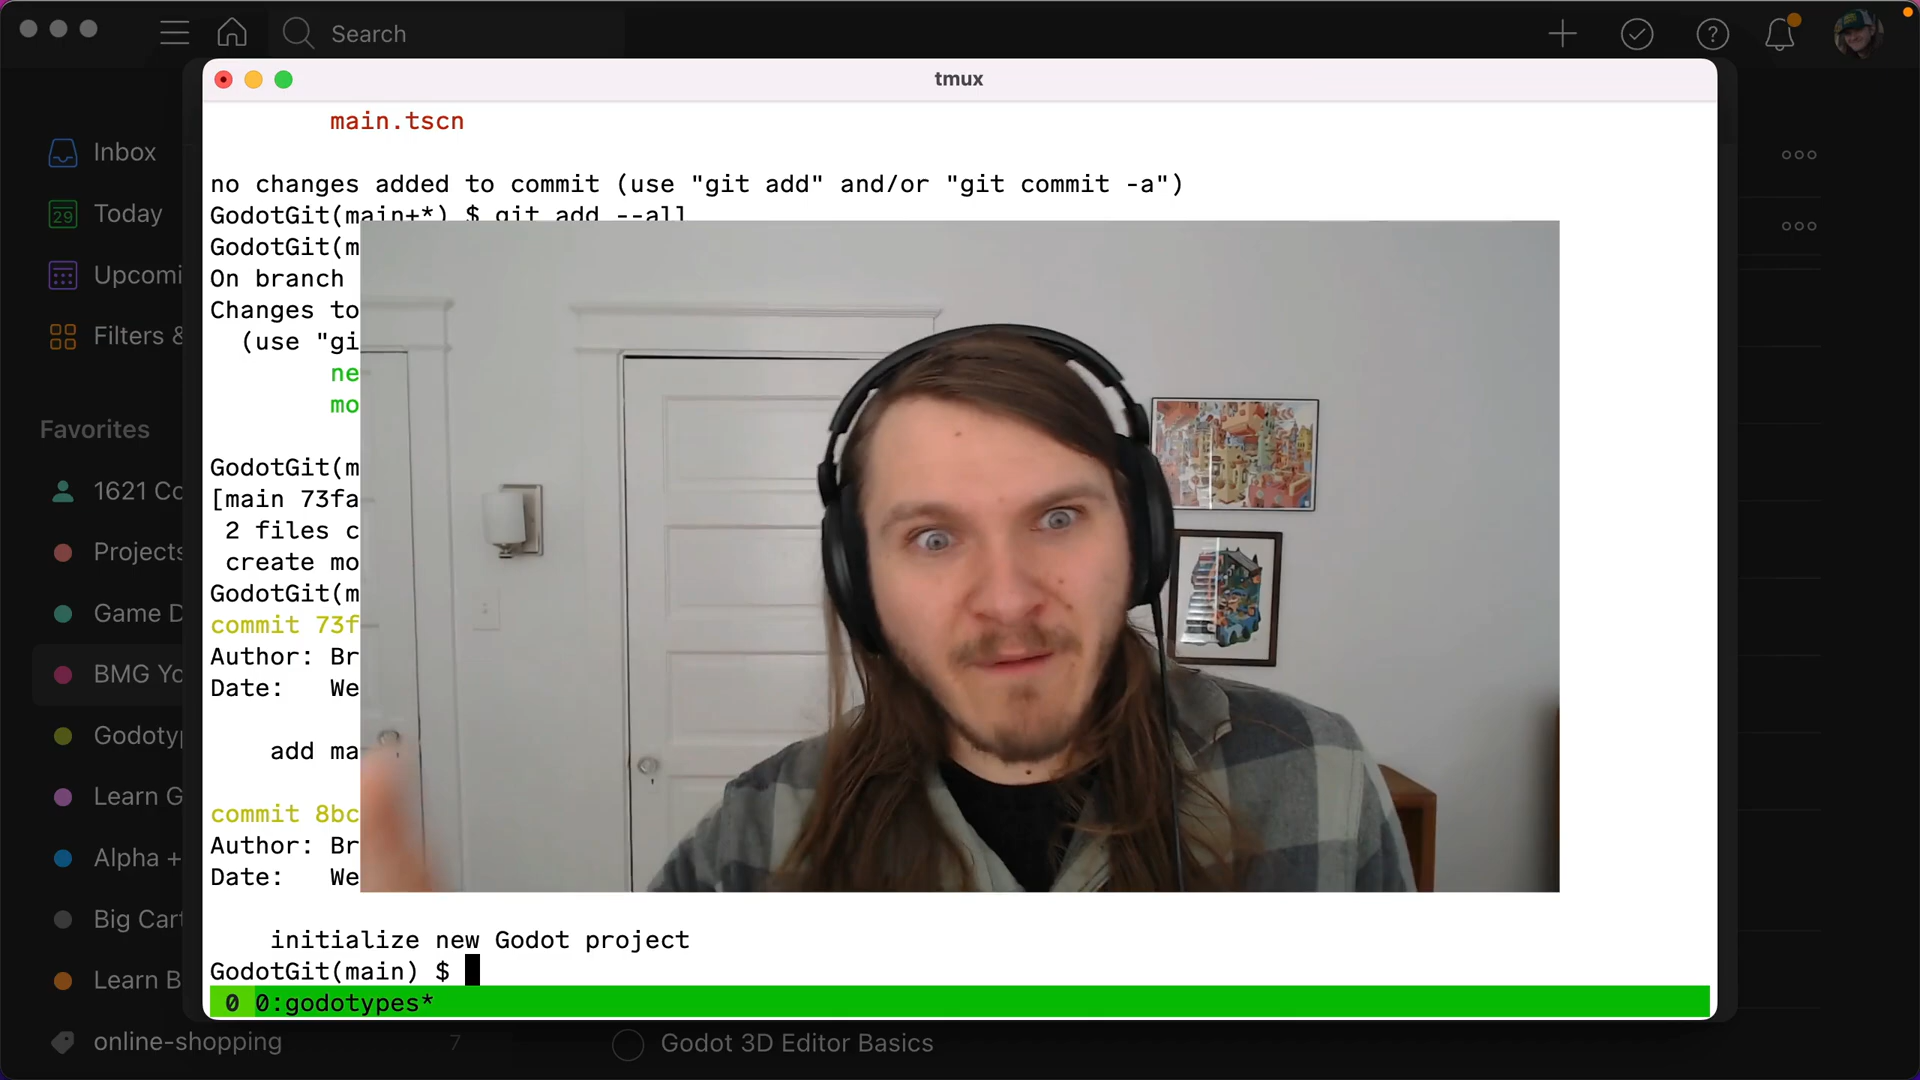 Search
tmux
main.tscn
Inbox
no changes added to commit (use "git add" and/or "git commit -a")
GodotGit(main+*) $ git add --all
29 Today
GodotGit(m
On branch
Upcomi
Changes to
Filters &
(use "gi
ne
mo
Favorites
GodotGit(m
1621 Co
[main 73fa
2 files c
Projects
create mo
GodotGit(m
Game D
commit 73f
Author: Br
BMG Yo
Date: We
Godotyp
add ma
Learn G
commit 8bc
Author: Br
Alpha +
Date: We
Big Cart
initialize new Godot project
GodotGit(main) $
Learn B
0 0:godotypes*
online-shopping 7
Godot 3D Editor Basics